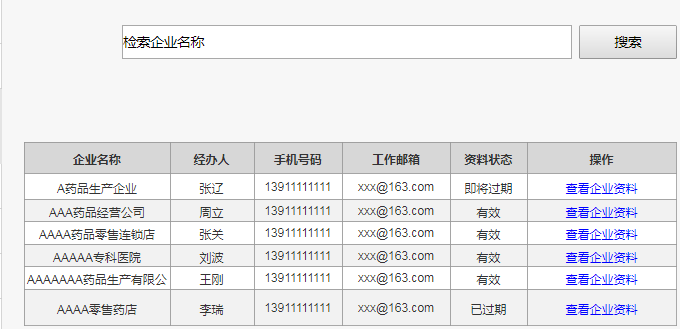 检索企业名称 搜索
企业名称 经办人 手机号码 工作邮箱 资料状态 操作
A药品生产企业 张辽 13911111111 xxx@163.com 即将过期 查看企业资料
AAA药品经营公司 周立 13911111111 xxx@163.com 有效 查看企业资料
AAAA药品零售连锁店 张关 13911111111 xxx@163.com 有效 查看企业资料
AAAAA专科医院 刘波 13911111111 xxx@163.com 有效 查看企业资料
AAAAAAA药品生产有限公 王刚 13911111111 xxx@163.com 有效 查看企业资料
AAAA零售药店 李瑞 13911111111 xxx@163.com 已过期 查看企业资料